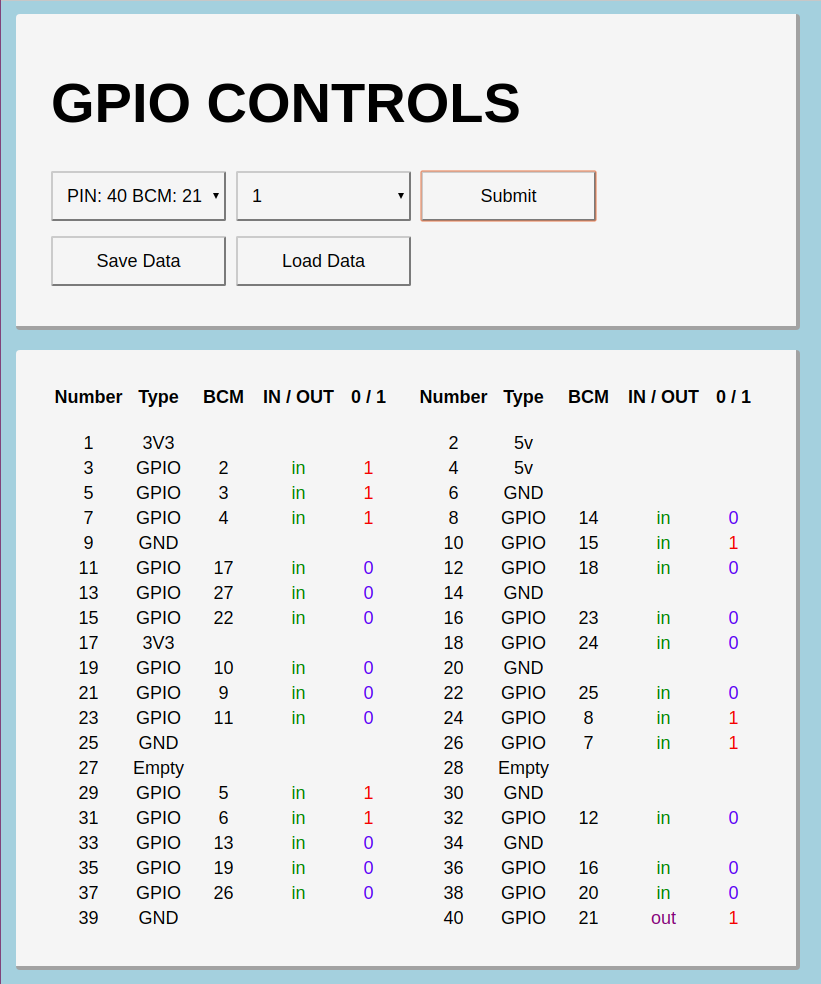 GPIO CONTROLS
PIN: 40 BCM: 21 1 Submit
Save Data Load Data
Number Type BCM IN / OUT 0 / 1 Number Type BCM IN / OUT 0 / 1
1 3V3 2 5v
3 GPIO 2 in 1 4 5v
5 GPIO 3 in 1 6 GND
7 GPIO 4 in 1 8 GPIO 14 in 0
9 GND 10 GPIO 15 in 1
11 GPIO 17 in 0 12 GPIO 18 in 0
13 GPIO 27 in 0 14 GND
15 GPIO 22 in 0 16 GPIO 23 in 0
17 3V3 18 GPIO 24 in 0
19 GPIO 10 in 0 20 GND
21 GPIO 9 in 0 22 GPIO 25 in 0
23 GPIO 11 in 0 24 GPIO 8 in 1
25 GND 26 GPIO 7 in 1
27 Empty 28 Empty
29 GPIO 5 in 1 30 GND
31 GPIO 6 in 1 32 GPIO 12 in 0
33 GPIO 13 in 0 34 GND
35 GPIO 19 in 0 36 GPIO 16 in 0
37 GPIO 26 in 0 38 GPIO 20 in 0
39 GND 40 GPIO 21 out 1